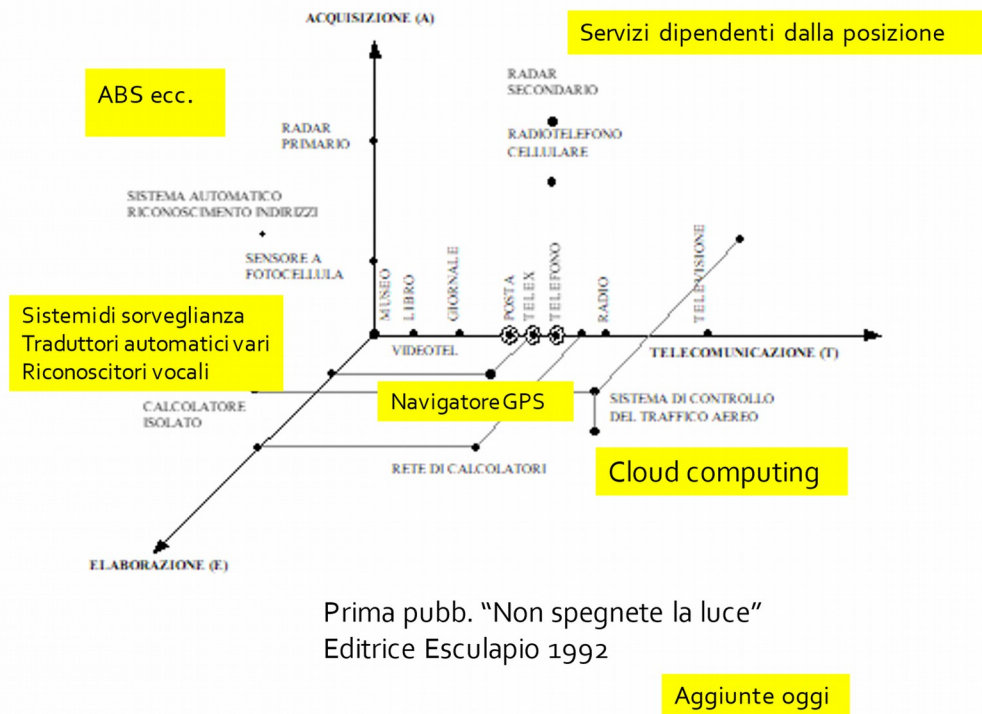 ACQUISIZIONE (A)
Servizi dipendenti dalla posizione
ABS ecc.
RADAR
SECONDARIO
RADAR
PRIMARIO
RADIOTELEFONO
CELLULARE
SISTEMA AUTOMATICO
RICONOSCIMENTO INDIRIZZI
SENSORE A
FOTOCELLULA
MUSEO
LIBRO
GIORNALE
POSTA
TELEX
TELEFONO
RADIO
TELEVISIONE
Sistemi di sorveglianza
Traduttori automatici vari
Riconoscitori vocali
VIDEOTEL
TELECOMUNICAZIONE (T)
CALCOLATORE
ISOLATO
Navigatore GPS
SISTEMA DI CONTROLLO
DEL TRAFFICO AEREO
RETE DI CALCOLATORI
Cloud computing
ELABORAZIONE (E)
Prima pubb. “Non spegnete la luce”
Editrice Esculapio 1992
Aggiunte oggi